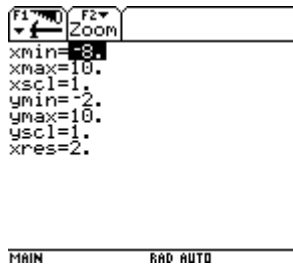 F1 F2
Zoom
xmin=-8.
xmax=10.
xscl=1.
ymin=-2.
ymax=10.
yscl=1.
xres=2.
MAIN RAD AUTO